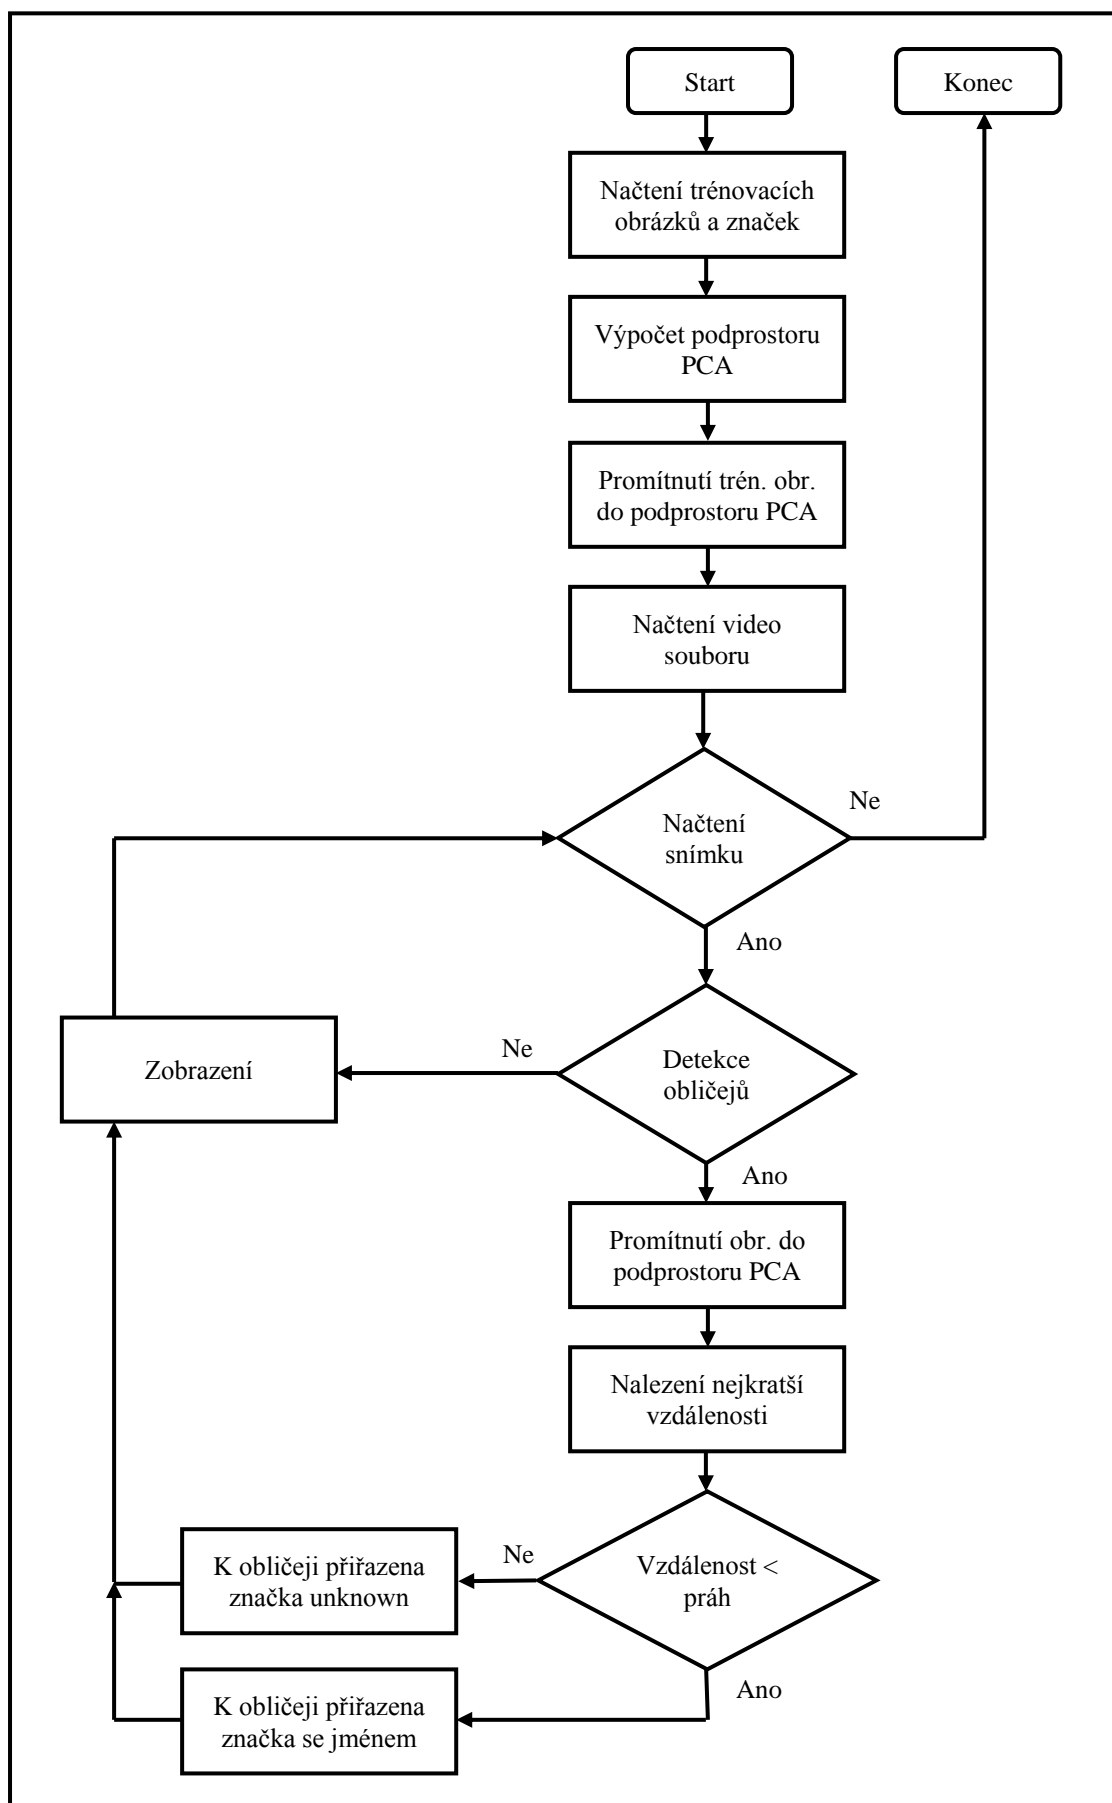 Start
Konec
Načtení trénovacích
obrázků a značek
Výpočet podprostoru
PCA
Promítnutí trén. obr.
do podprostoru PCA
Načtení video
souboru
Načtení
snímku
Ne
Ano
Detekce
obličejů
Ne
Zobrazení
Ano
Promítnutí obr. do
podprostoru PCA
Nalezení nejkratší
vzdálenosti
Vzdálenost <
práh
Ne
K obličeji přiřazena
značka unknown
Ano
K obličeji přiřazena
značka se jménem